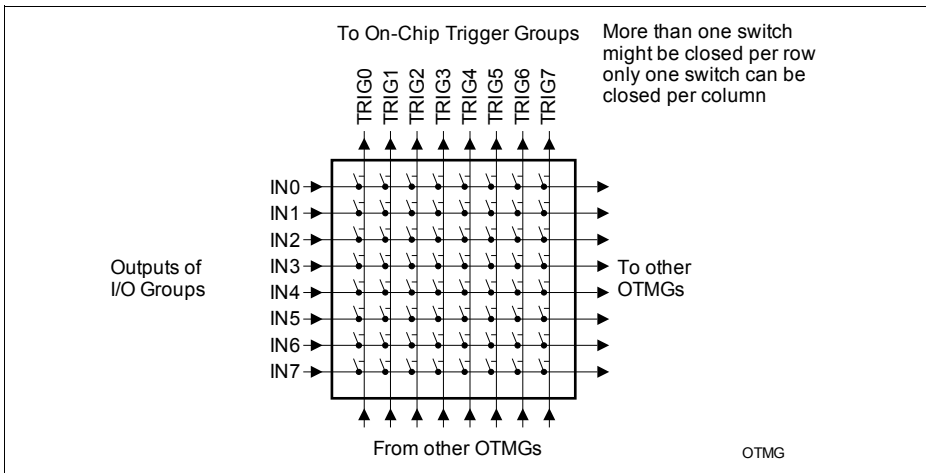 To On-Chip Trigger Groups
More than one switch
might be closed per row
only one switch can be
closed per column
TRIG0
TRIG1
TRIG2
TRIG3
TRIG4
TRIG5
TRIG6
TRIG7
IN0
IN1
IN2
IN3
IN4
IN5
IN6
IN7
Outputs of
I/O Groups
To other
OTMGs
From other OTMGs
OTMG